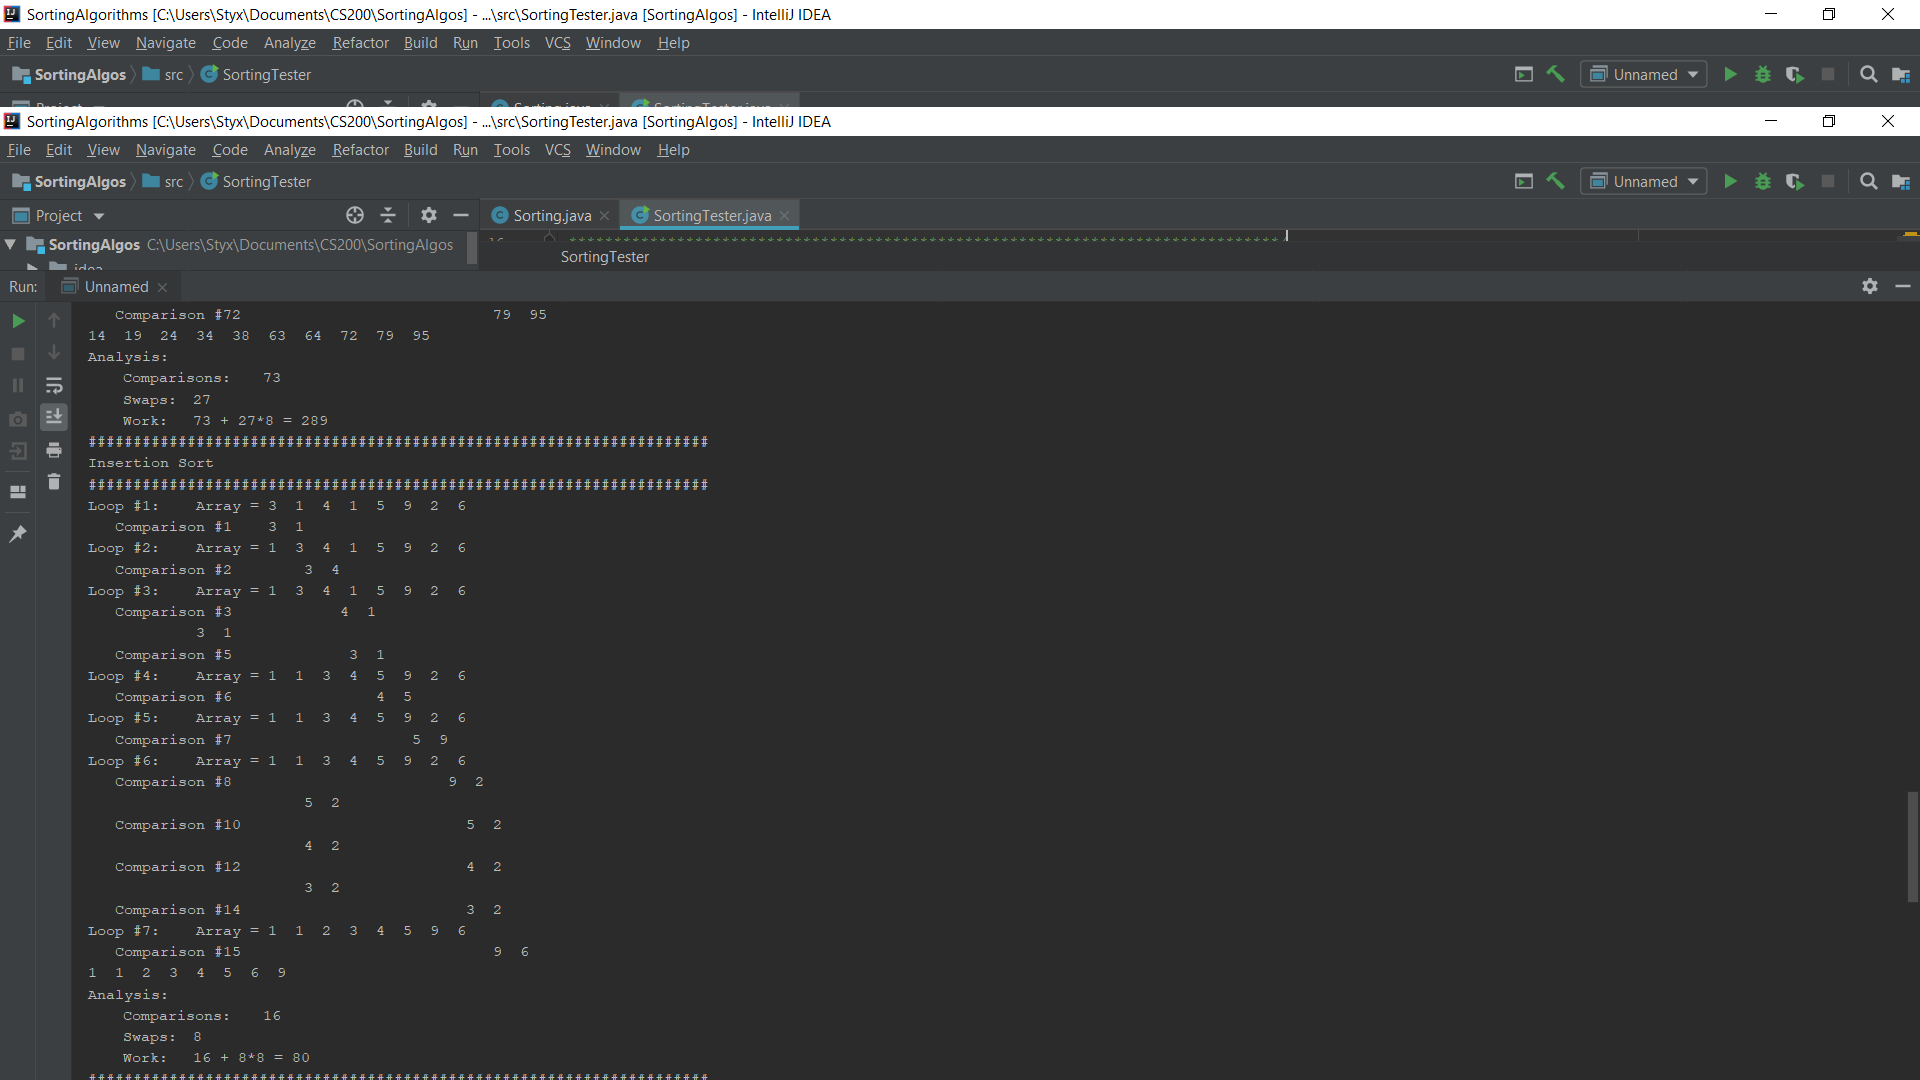 SortingAlgorithms [C:\Users\Styx\Documents\CS200\SortingAlgos] - ...\src\SortingTester.java [SortingAlgos] - IntelliJ IDEA
File Edit View Navigate Code Analyze Refactor Build Run Tools VCS Window Help
SortingAlgos src SortingTester Unnamed
Project Sorting.java SortingTester.java
SortingAlgorithms [C:\Users\Styx\Documents\CS200\SortingAlgos] - ...\src\SortingTester.java [SortingAlgos] - IntelliJ IDEA
File Edit View Navigate Code Analyze Refactor Build Run Tools VCS Window Help
SortingAlgos src SortingTester Unnamed
Project Sorting.java SortingTester.java
SortingAlgos C:\Users\Styx\Documents\CS200\SortingAlgos
.idea
SortingTester
Run: Unnamed
Comparison #72 79 95
14 19 24 34 38 63 64 72 79 95
Analysis:
Comparisons: 73
Swaps: 27
Work: 73 + 27*8 = 289
#####################################################################
Insertion Sort
#####################################################################
Loop #1: Array = 3 1 4 1 5 9 2 6
Comparison #1 3 1
Loop #2: Array = 1 3 4 1 5 9 2 6
Comparison #2 3 4
Loop #3: Array = 1 3 4 1 5 9 2 6
Comparison #3 4 1
3 1
Comparison #5 3 1
Loop #4: Array = 1 1 3 4 5 9 2 6
Comparison #6 4 5
Loop #5: Array = 1 1 3 4 5 9 2 6
Comparison #7 5 9
Loop #6: Array = 1 1 3 4 5 9 2 6
Comparison #8 9 2
5 2
Comparison #10 5 2
4 2
Comparison #12 4 2
3 2
Comparison #14 3 2
Loop #7: Array = 1 1 2 3 4 5 9 6
Comparison #15 9 6
1 1 2 3 4 5 6 9
Analysis:
Comparisons: 16
Swaps: 8
Work: 16 + 8*8 = 80
#####################################################################